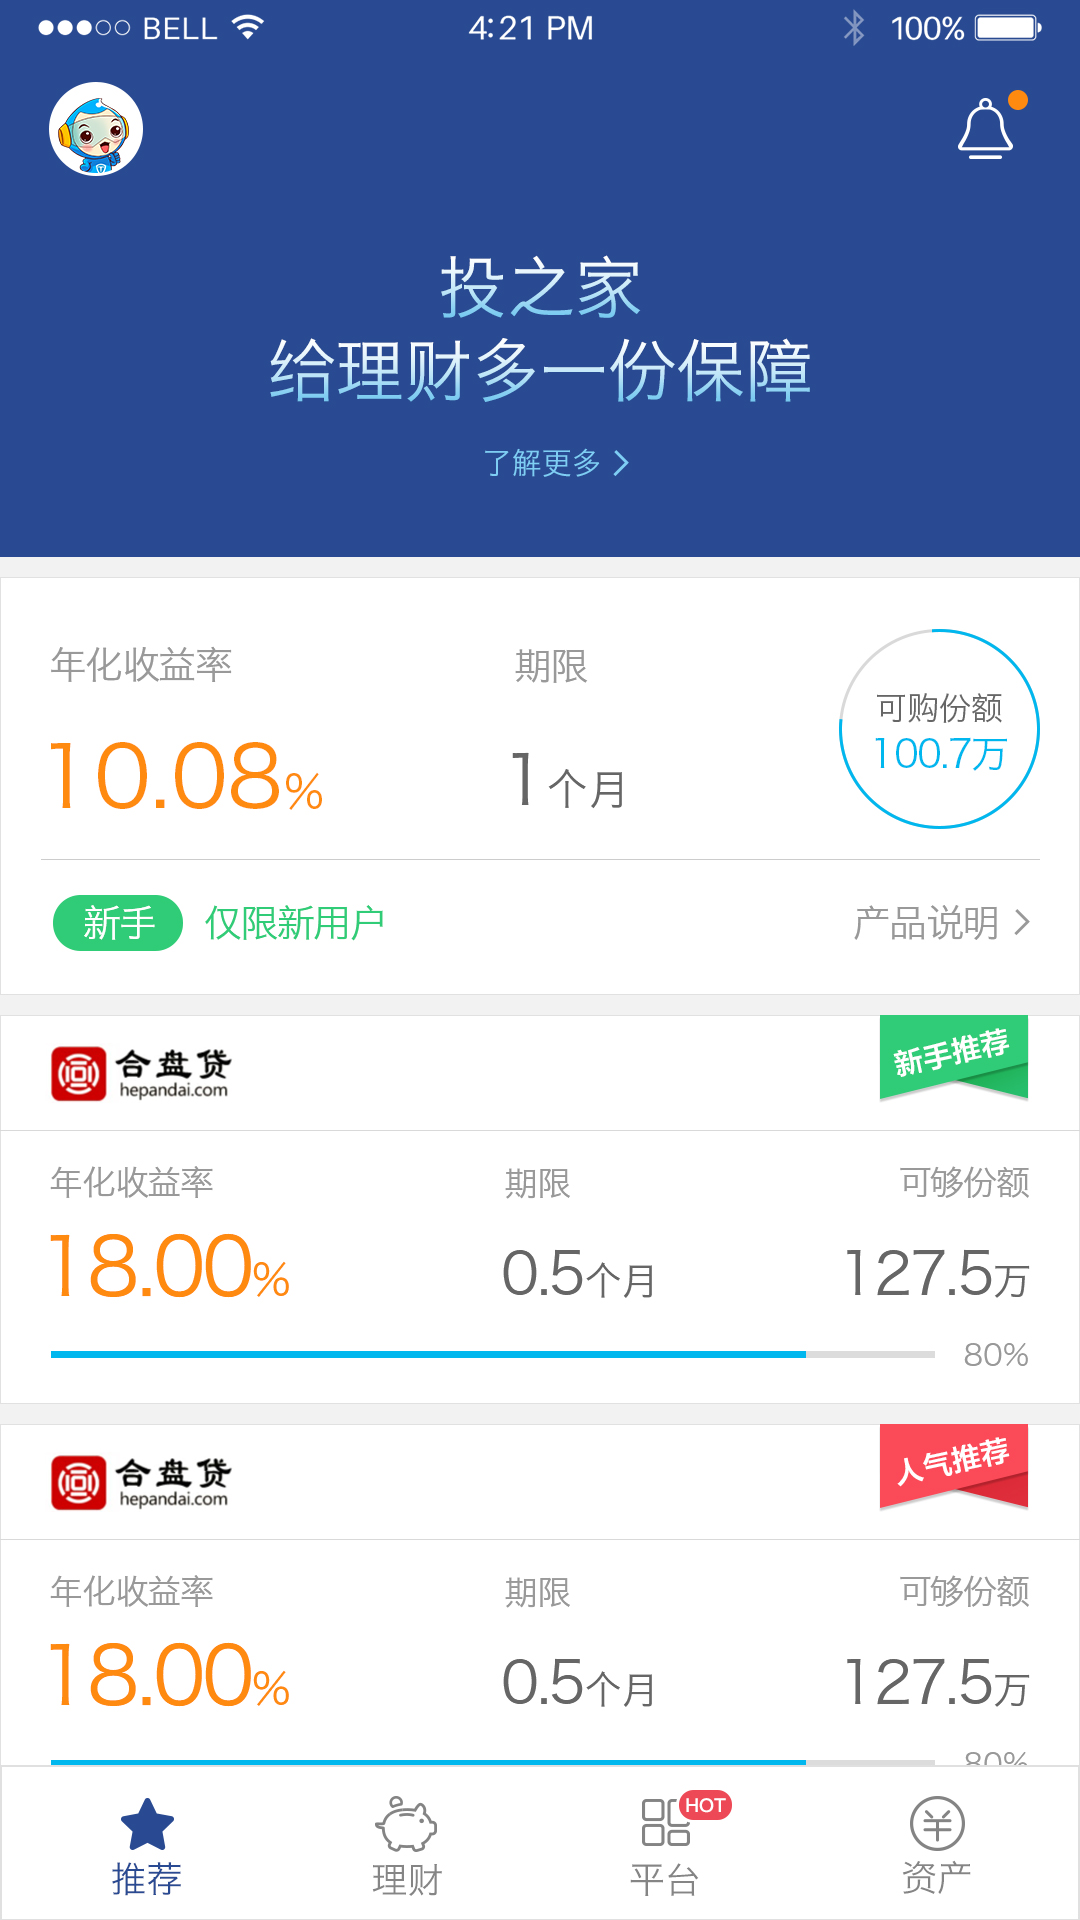 BELL 4:21 PM 100%
投之家
给理财多一份保障
了解更多
年化收益率 期限 可购份额
10.08% 1个月 100.7万
新手 仅限新用户 产品说明
合盘贷 新手推荐
hepandai.com
年化收益率 期限 可够份额
18.00% 0.5个月 127.5万
80%
合盘贷 人气推荐
hepandai.com
年化收益率 期限 可够份额
18.00% 0.5个月 127.5万
80%
HOT
推荐 理财 平台 资产